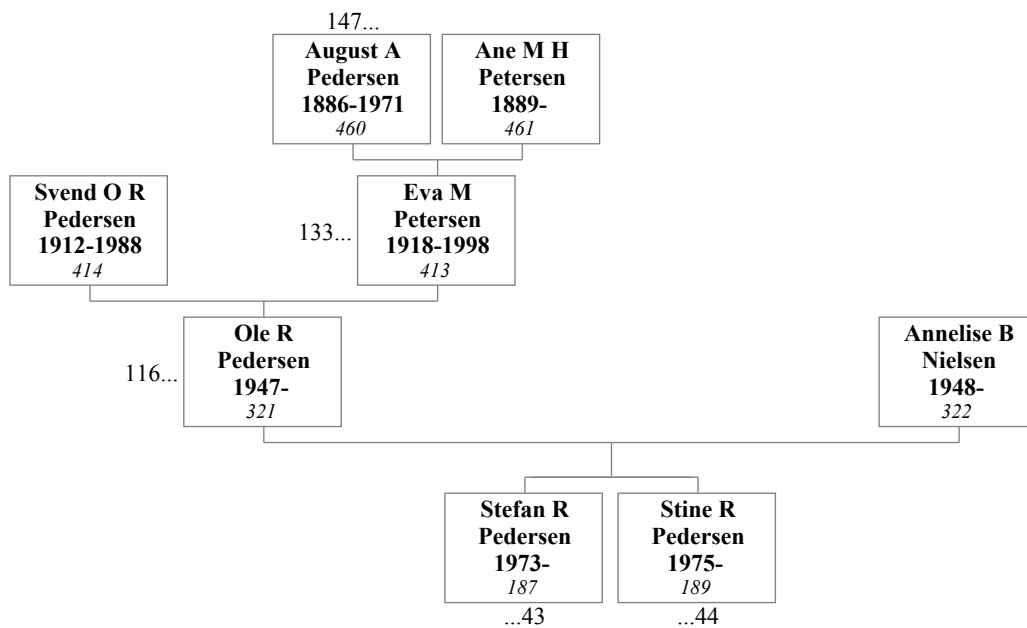 147...
August A
Pedersen
1886-1971
460
Ane M H
Petersen
1889-
461
Svend O R
Pedersen
1912-1988
414
133...
Eva M
Petersen
1918-1998
413
116...
Ole R
Pedersen
1947-
321
Annelise B
Nielsen
1948-
322
Stefan R
Pedersen
1973-
187
...43
Stine R
Pedersen
1975-
189
...44